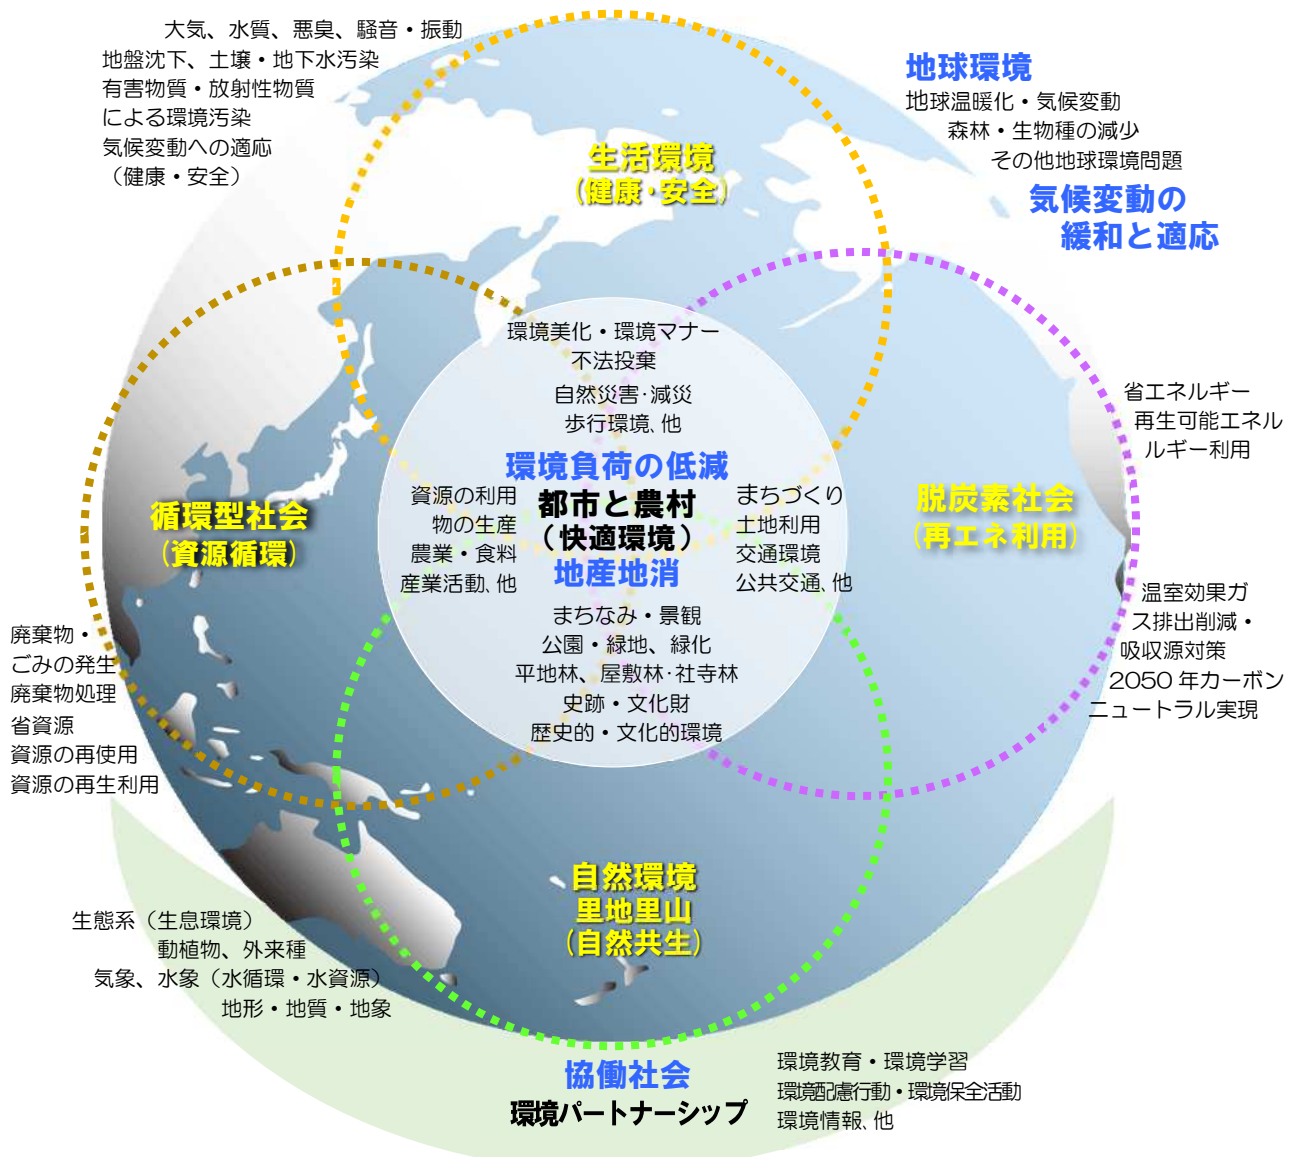 大気、水質、悪臭、騒音・振動
地盤沈下、土壌・地下水汚染
有害物質・放射性物質
による環境汚染
気候変動への適応
（健康・安全）
地球環境
地球温暖化・気候変動
森林・生物種の減少
その他地球環境問題
気候変動の
緩和と適応
生活環境
(健康・安全)
環境美化・環境マナー
不法投棄
自然災害・減災
歩行環境、他
環境負荷の低減
都市と農村
（快適環境）
地産地消
資源の利用
物の生産
農業・食料
産業活動、他
まちづくり
土地利用
交通環境
公共交通、他
まちなみ・景観
公園・緑地、緑化
平地林、屋敷林・社寺林
史跡・文化財
歴史的・文化的環境
循環型社会
(資源循環)
脱炭素社会
(再エネ利用)
省エネルギー
再生可能エネル
ルギー利用
温室効果ガ
ス排出削減・
吸収源対策
2050 年カーボン
ニュートラル実現
廃棄物・
ごみの発生
廃棄物処理
省資源
資源の再使用
資源の再生利用
自然環境
里地里山
(自然共生)
生態系（生息環境）
動植物、外来種
気象、水象（水循環・水資源）
地形・地質・地象
協働社会
環境パートナーシップ
環境教育・環境学習
環境配慮行動・環境保全活動
環境情報、他